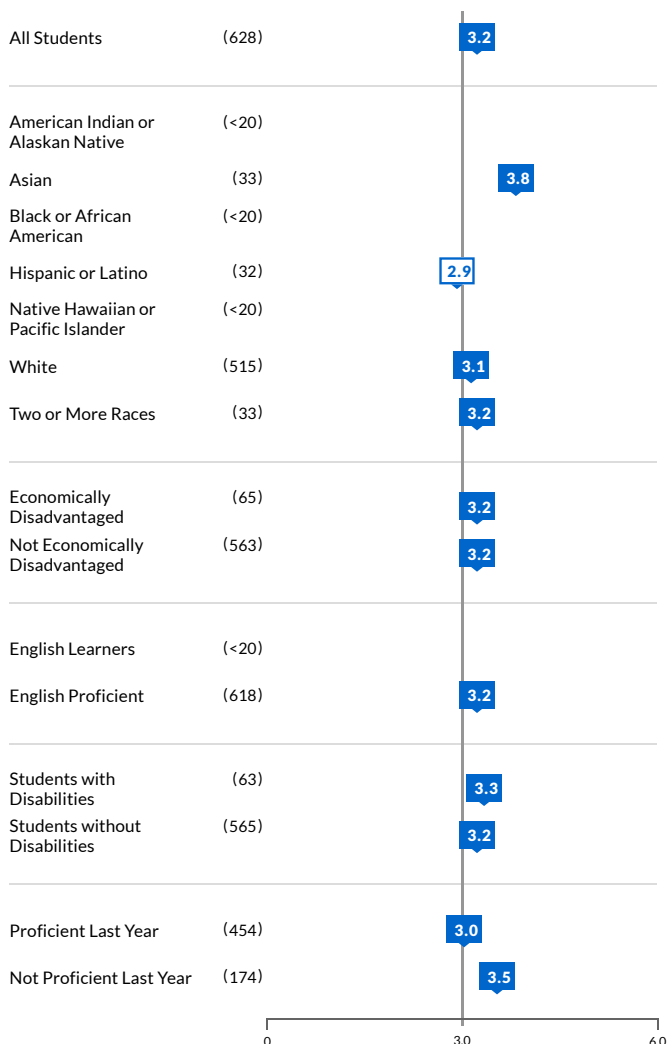 All Students (628) 3.2
American Indian or (<20)
Alaskan Native
Asian (33) 3.8
Black or African (<20)
American
Hispanic or Latino (32) 2.9
Native Hawaiian or (<20)
Pacific Islander
White (515) 3.1
Two or More Races (33) 3.2
Economically (65) 3.2
Disadvantaged
Not Economically (563) 3.2
Disadvantaged
English Learners (<20)
English Proficient (618) 3.2
Students with (63) 3.3
Disabilities
Students without (565) 3.2
Disabilities
Proficient Last Year (454) 3.0
Not Proficient Last Year (174) 3.5
0 3.0 6.0